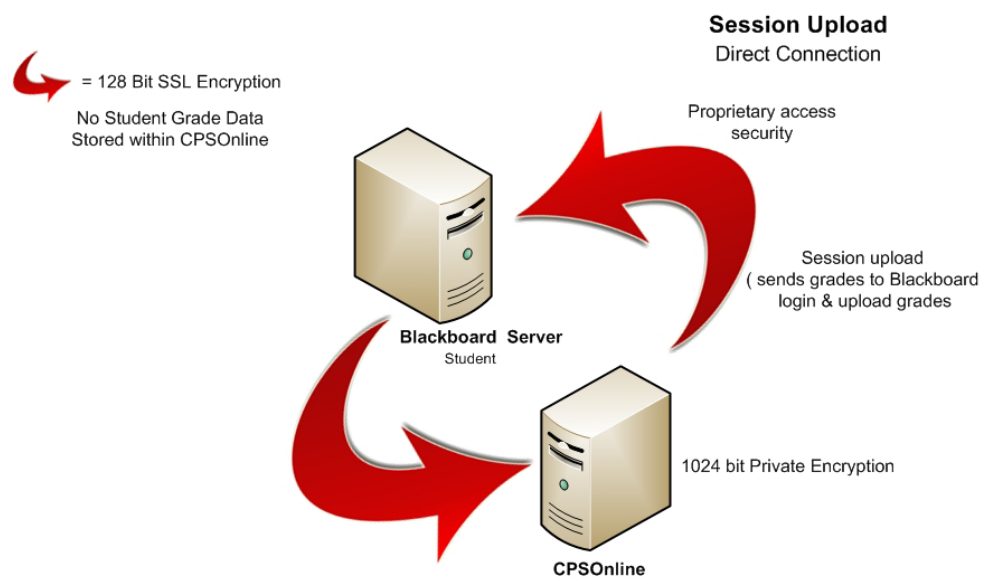 Session Upload
Direct Connection
= 128 Bit SSL Encryption
No Student Grade Data
Stored within CPSOnline
Proprietary access
security
Session upload
( sends grades to Blackboard
login & upload grades
Blackboard Server
Student
1024 bit Private Encryption
CPSOnline